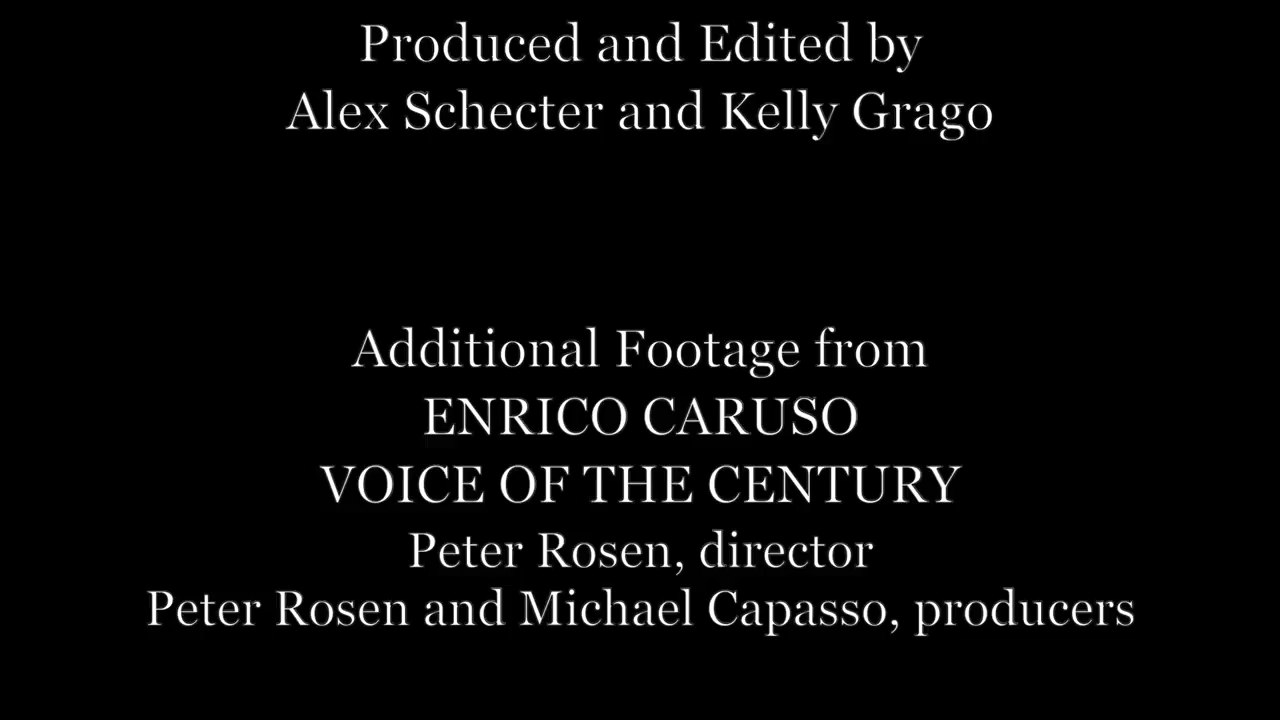 Produced and Edited by
Alex Schecter and Kelly Grago
Additional Footage from
ENRICO CARUSO
VOICE OF THE CENTURY
Peter Rosen, director
Peter Rosen and Michael Capasso, producers